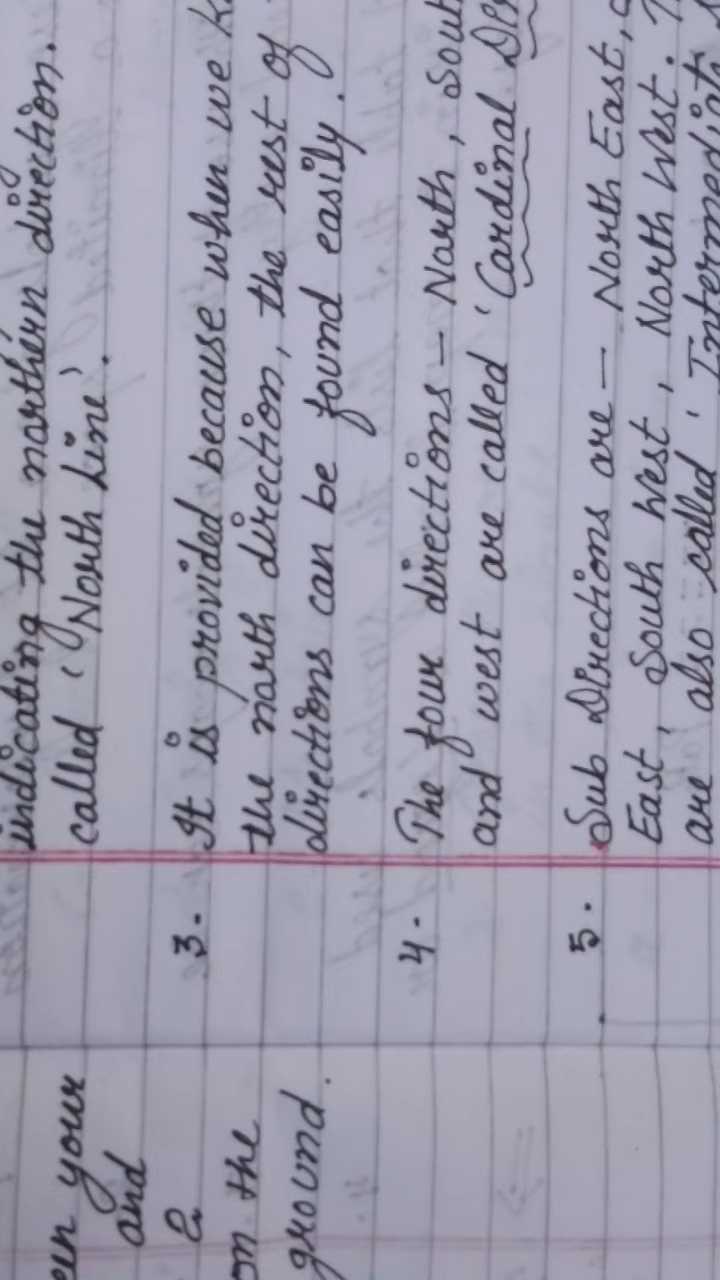 indicating the northern direction.
called 'North Line'.
3. It is provided because when we
the north direction, the rest of
directions can be found easily.
4. The four directions - North,
and west are called 'Cardinal
5. Sub Directions are - North East,
East, South West, North West.
are also called '
your
and
2
on the
ground.